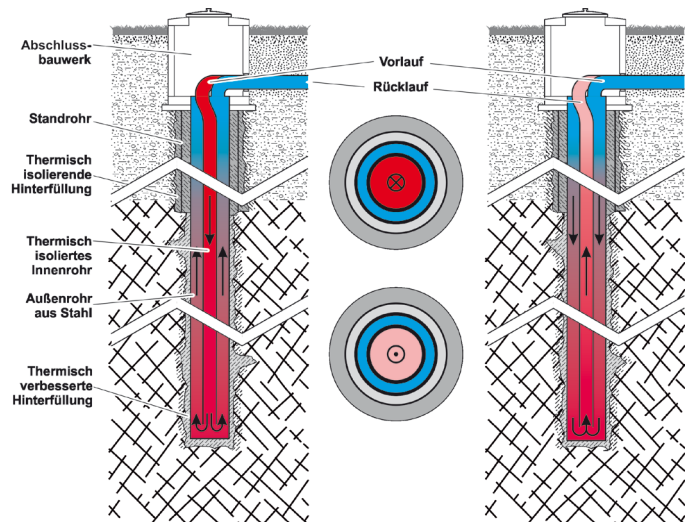 Abschluss-
bauwerk
Vorlauf
Rücklauf
Standrohr
Thermisch
isolierende
Hinterfüllung
Thermisch
isoliertes
Innenrohr
Außenrohr
aus Stahl
Thermisch
verbesserte
Hinterfüllung